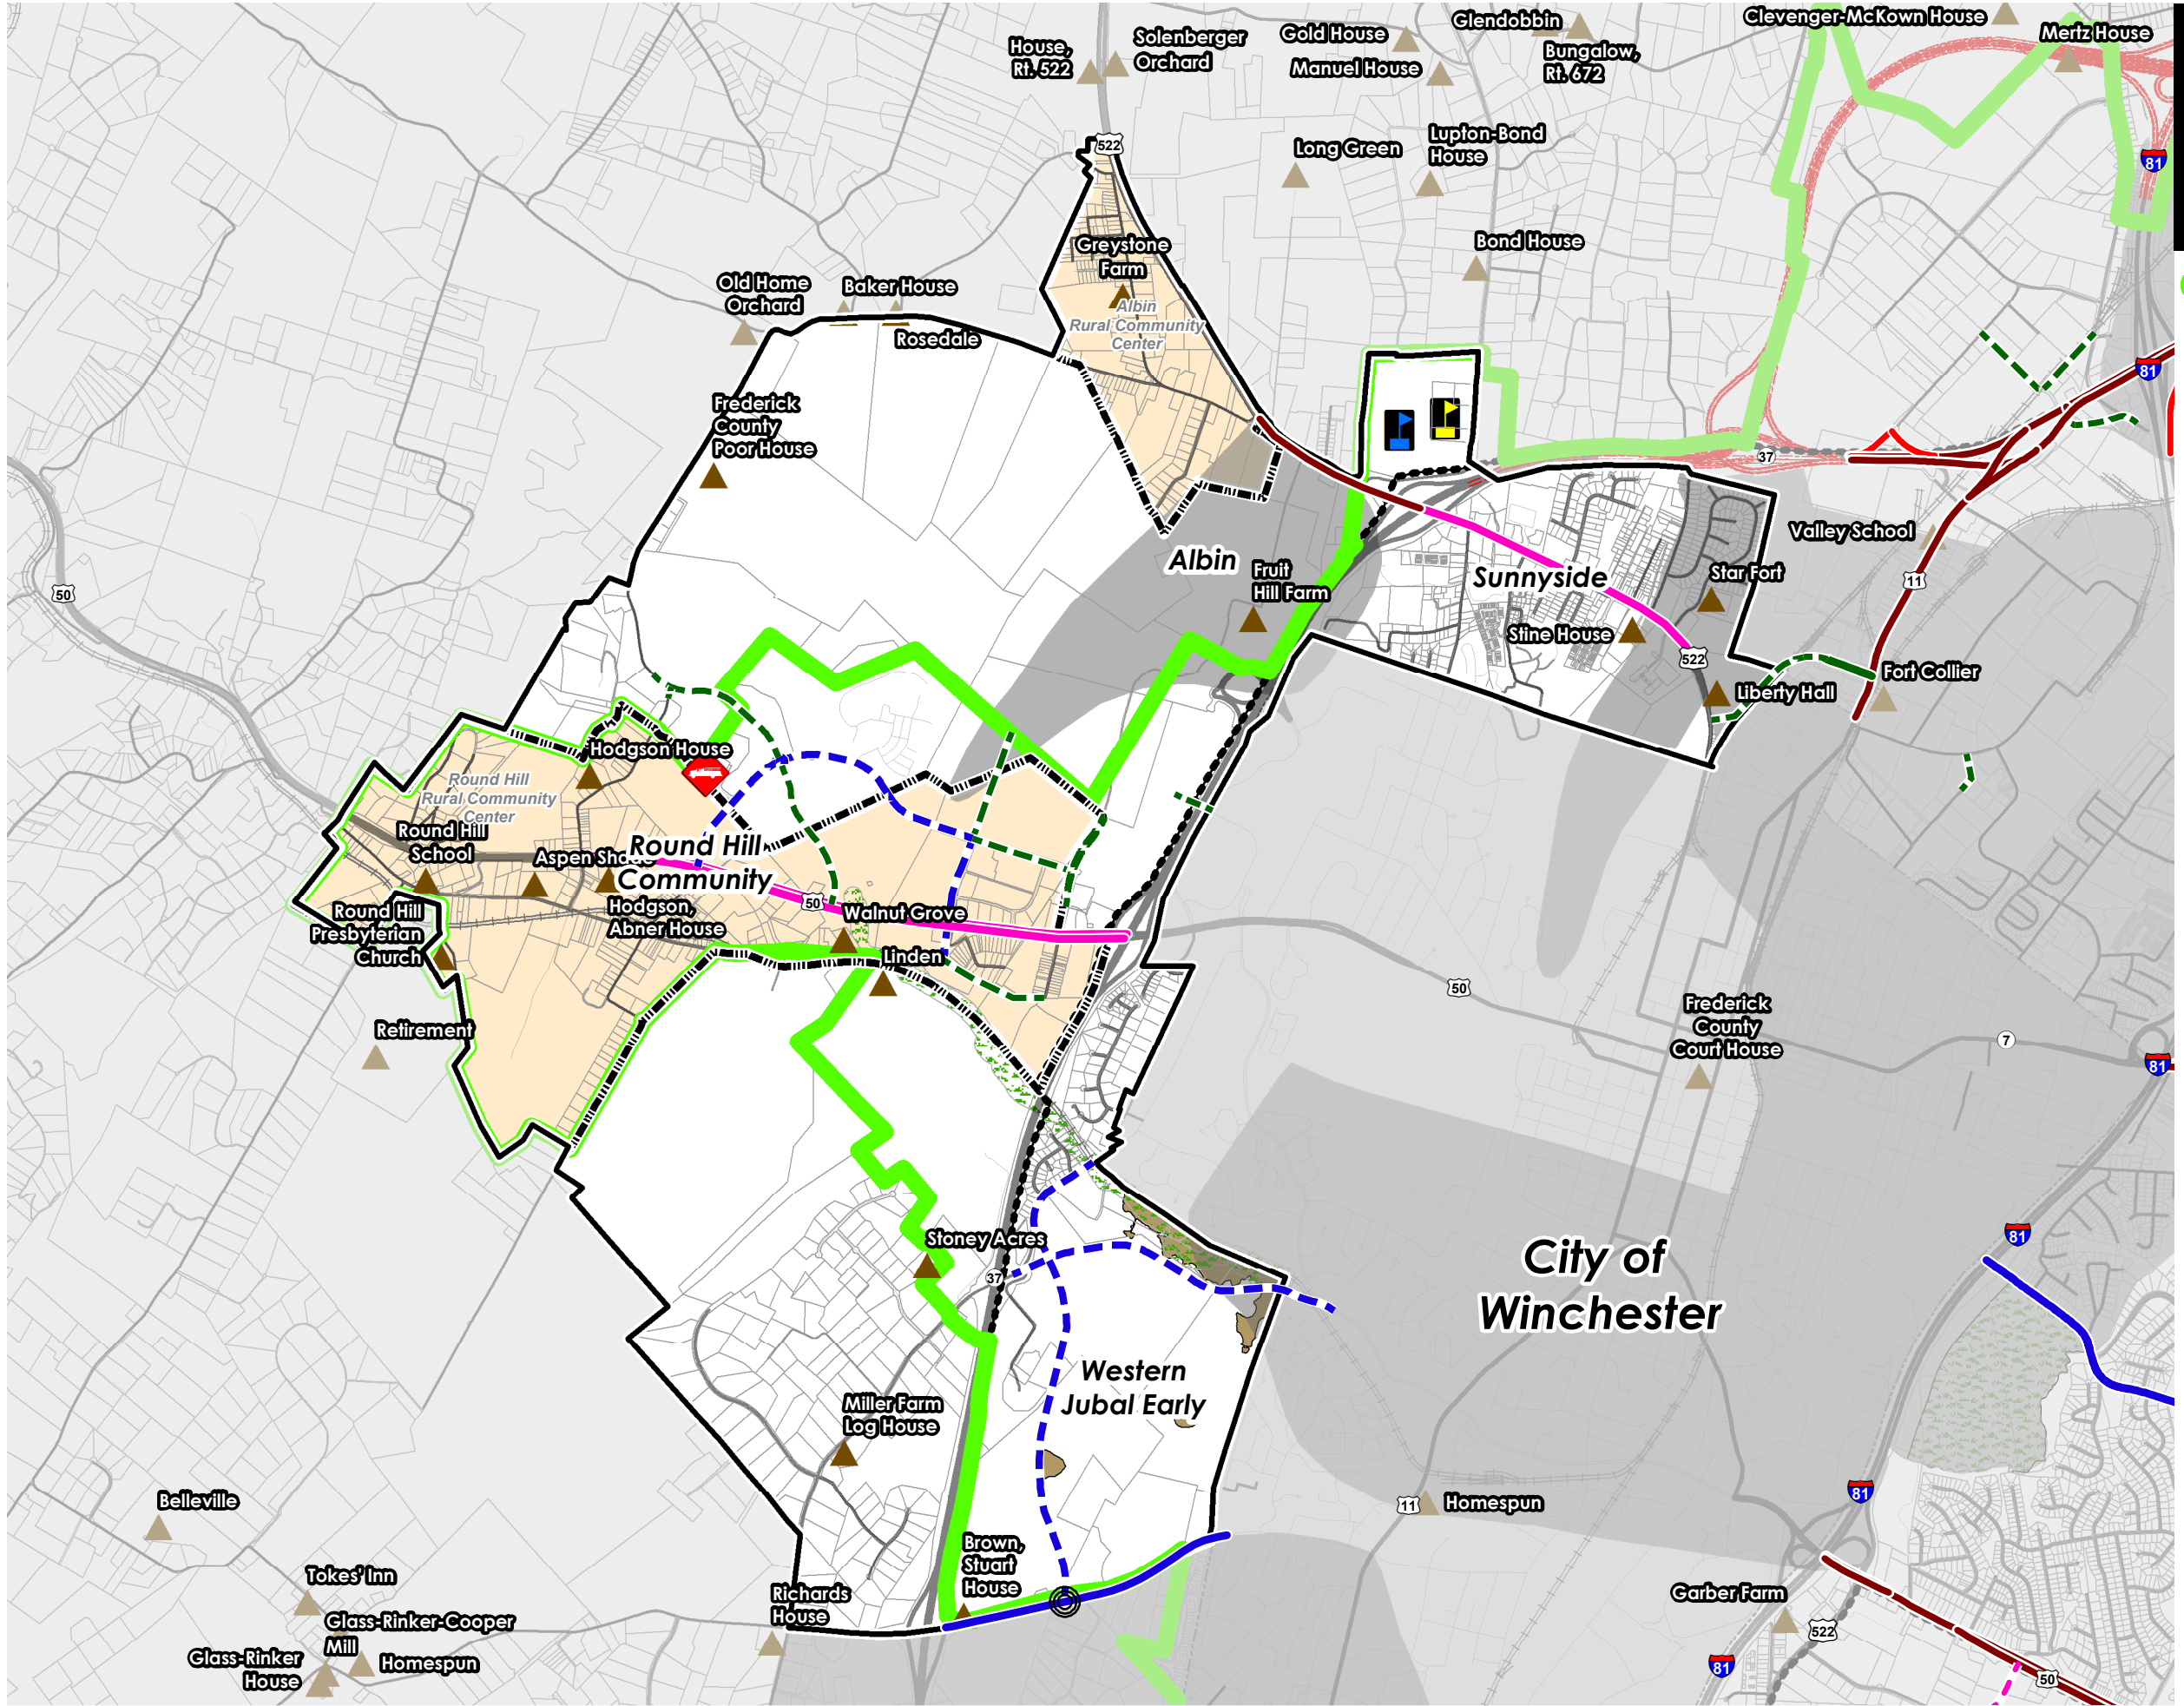 Clevenger-McKown House
Glendobbin
Gold House
Solenberger
Orchard
House,
Rt. 522
Mertz House
Bungalow,
Rt. 672
Manuel House
Lupton-Bond
House
Long Green
522
81
Greystone
Farm
Bond House
Albin
Rural Community
Center
Old Home
Orchard
Baker House
Rosedale
81
Frederick
County
Poor House
37
Valley School
Albin
Fruit
Hill Farm
Sunnyside
Star Fort
11
50
Stine House
522
Fort Collier
Liberty Hall
Hodgson House
Round Hill
Rural Community
Center
Round Hill
School
Aspen Shade
Round Hill
Community
50
Hodgson,
Abner House
Walnut Grove
Round Hill
Presbyterian
Church
Linden
50
Frederick
County
Court House
7
81
Retirement
Stoney Acres
37
81
City of
Winchester
Western
Jubal Early
Miller Farm
Log House
Belleville
11
Homespun
81
Brown,
Stuart
House
Tokes' Inn
Richards
House
Garber Farm
522
Glass-Rinker-Cooper
Mill
Glass-Rinker
House
Homespun
81
50